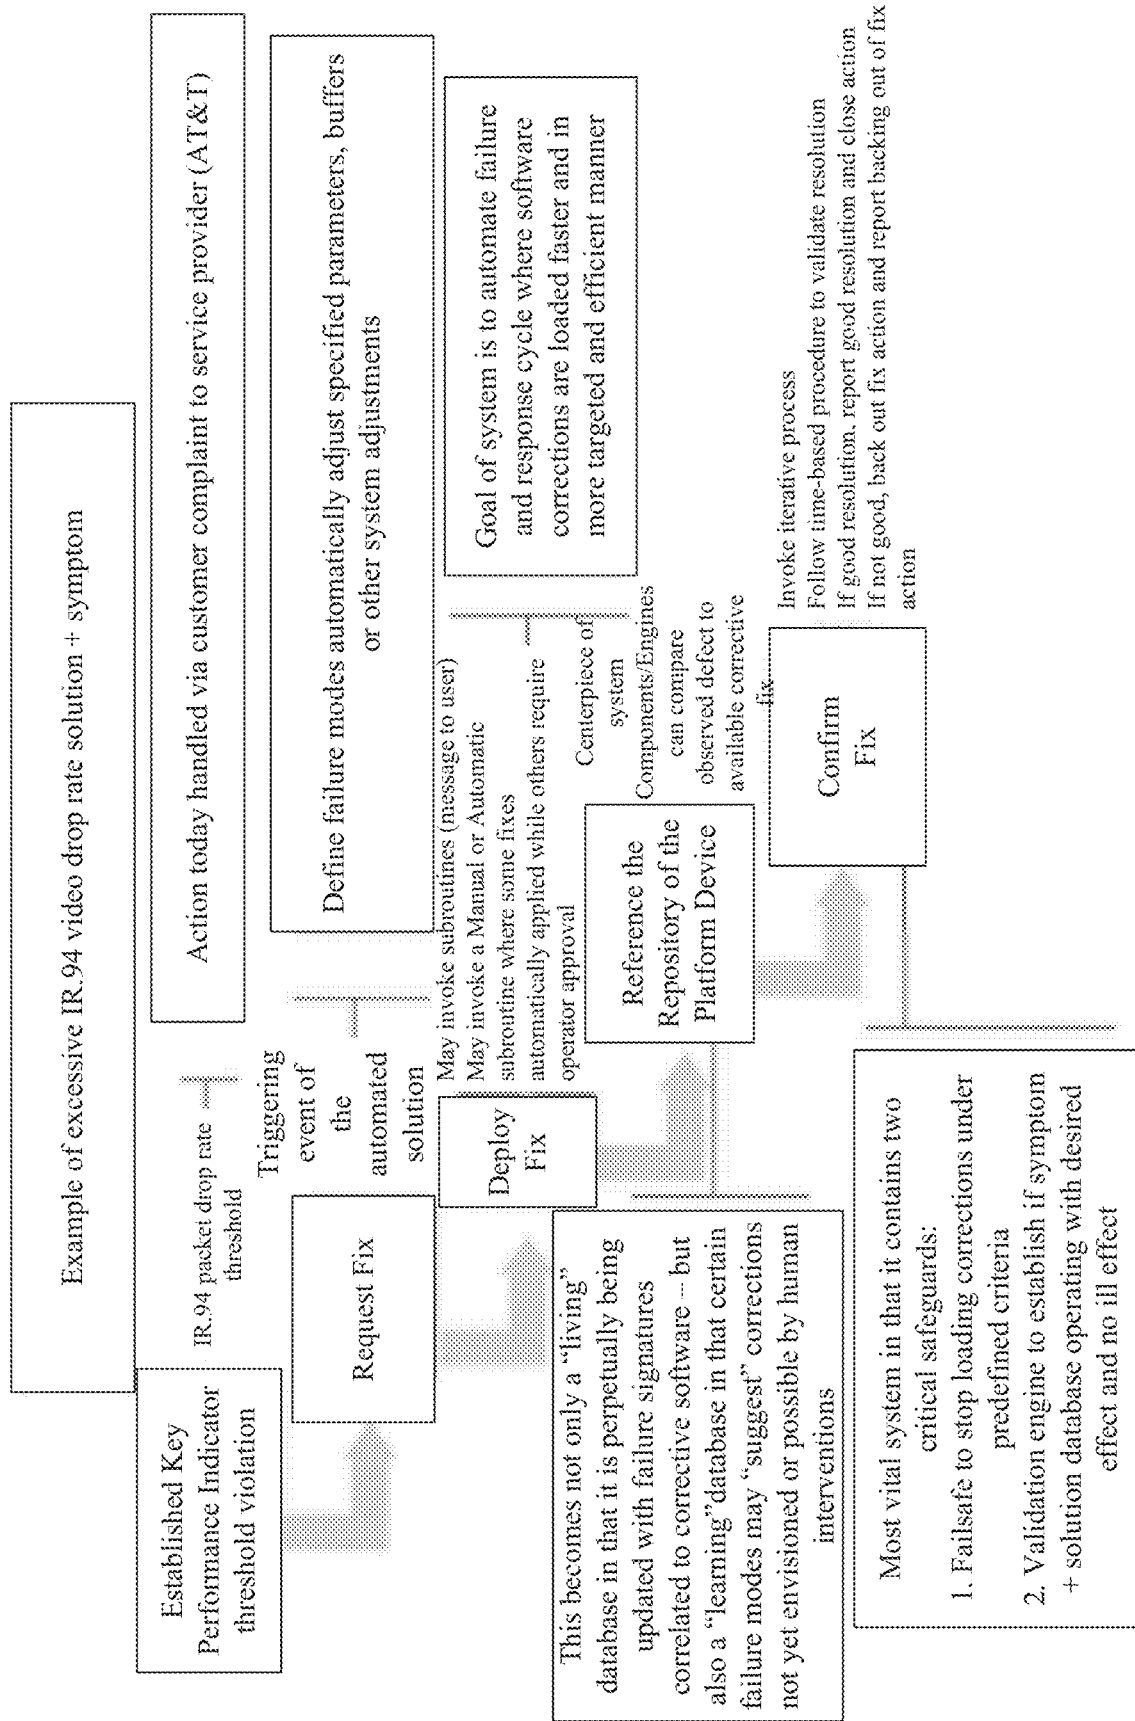 Example of excessive IR.94 video drop rate solution + symptom
Established Key
Performance Indicator
threshold violation
IR.94 packet drop rate
threshold
Action today handled via customer complaint to service provider (AT&T)
Request Fix
Triggering
event of
the
automated
solution
Define failure modes automatically adjust specified parameters, buffers
or other system adjustments
Deploy
Fix
May invoke subroutines (message to user)
May invoke a Manual or Automatic
subroutine where some fixes
automatically applied while others require
operator approval
Goal of system is to automate failure
and response cycle where software
corrections are loaded faster and in
more targeted and efficient manner
This becomes not only a “living”
database in that it is perpetually being
updated with failure signatures
correlated to corrective software – but
also a “learning”database in that certain
failure modes may “suggest” corrections
not yet envisioned or possible by human
interventions
Reference the
Repository of the
Platform Device
Centerpiece of
system
Components/Engines
can compare
observed defect to
available corrective
fix
Confirm
Fix
Invoke iterative process
Follow time-based procedure to validate resolution
If good resolution, report good resolution and close action
If not good, back out fix action and report backing out of fix
action
Most vital system in that it contains two
critical safeguards:
1. Failsafe to stop loading corrections under
predefined criteria
2. Validation engine to establish if symptom
+ solution database operating with desired
effect and no ill effect